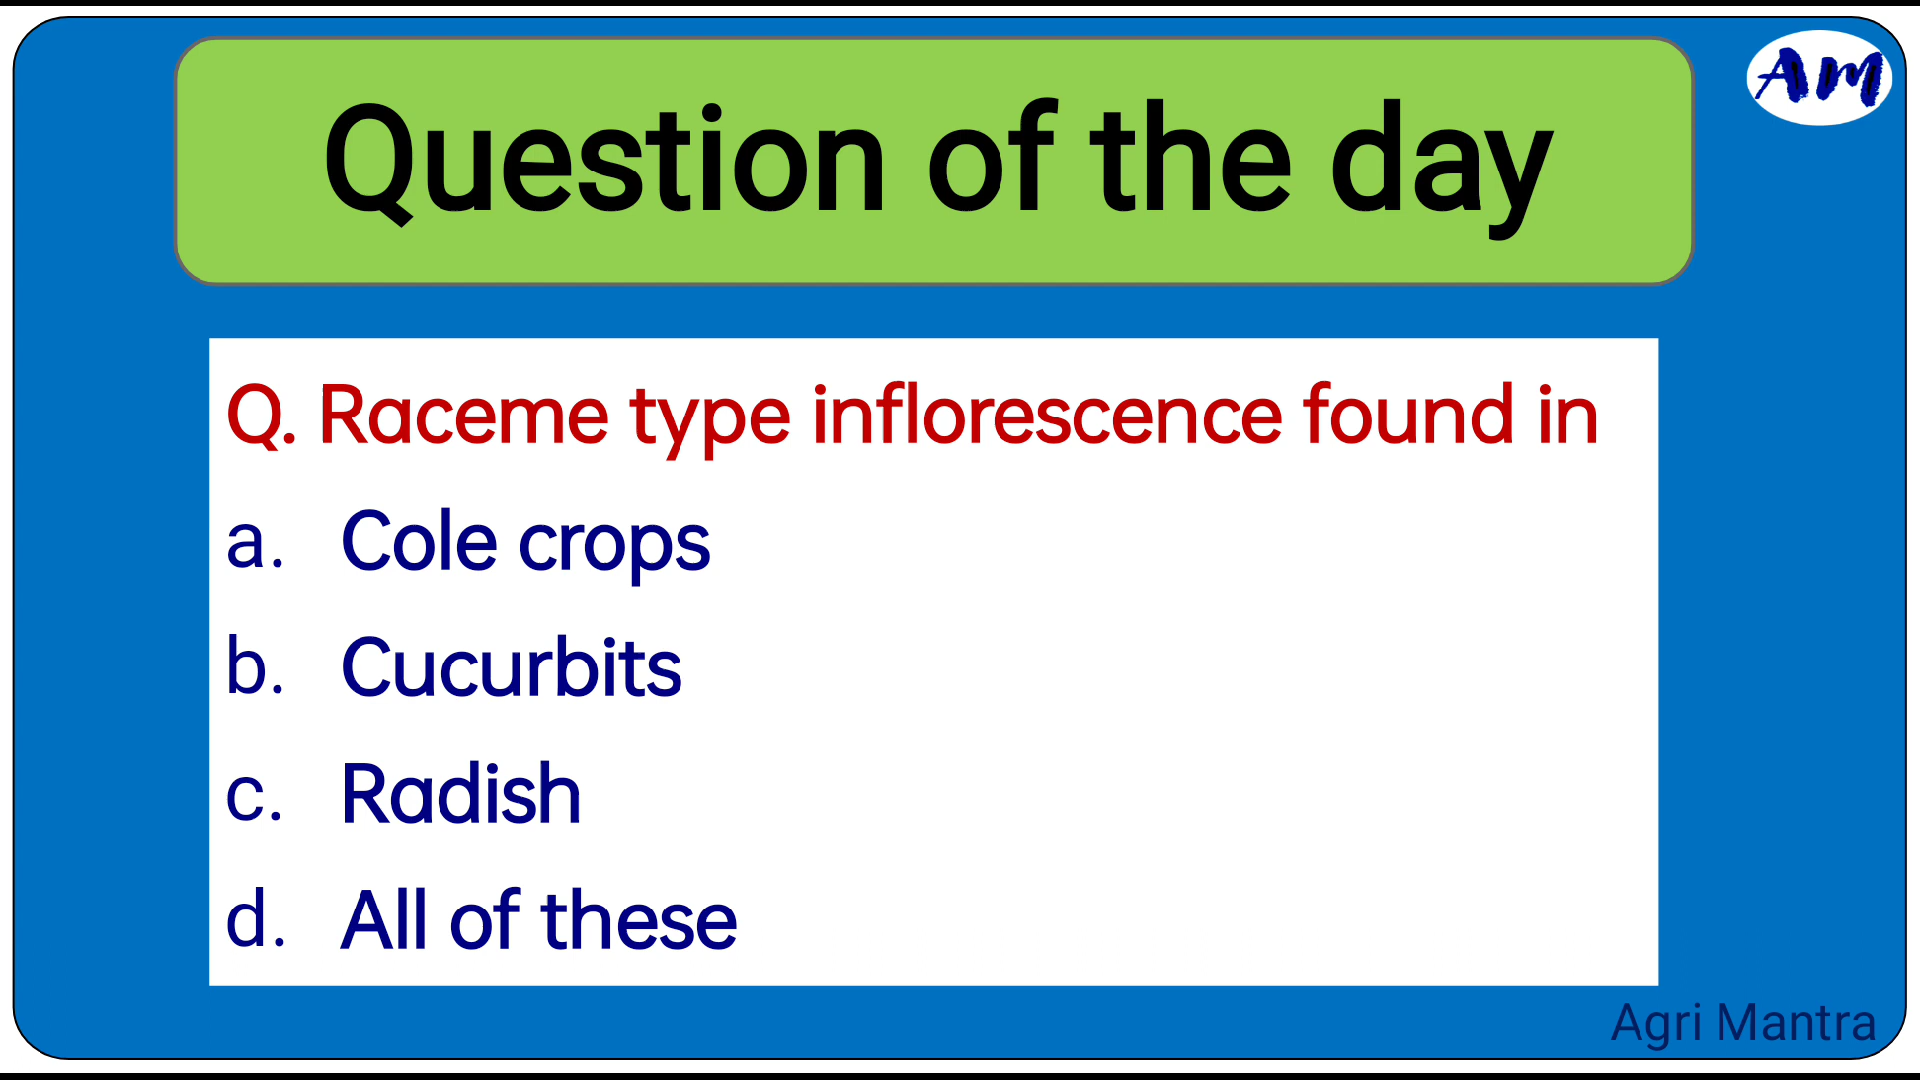 AM
Question of the day
Q. Raceme type inflorescence found in
a. Cole crops
b. Cucurbits
c. Radish
d. All of these
Agri Mantra